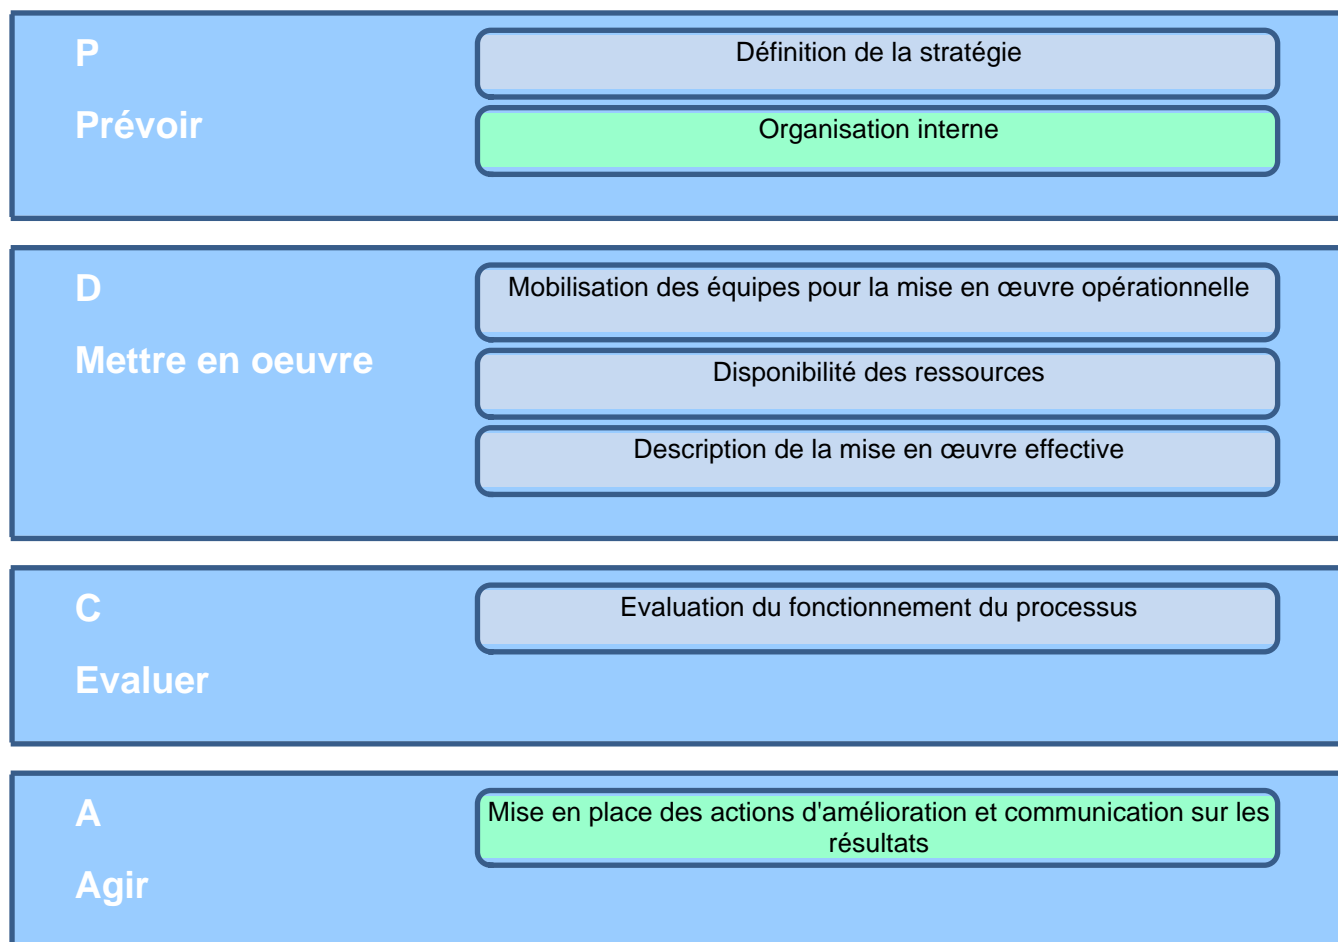 P
Prévoir
Définition de la stratégie
Organisation interne
D
Mettre en oeuvre
Mobilisation des équipes pour la mise en œuvre opérationnelle
Disponibilité des ressources
Description de la mise en œuvre effective
C
Evaluer
Evaluation du fonctionnement du processus
A
Agir
Mise en place des actions d'amélioration et communication sur les
résultats